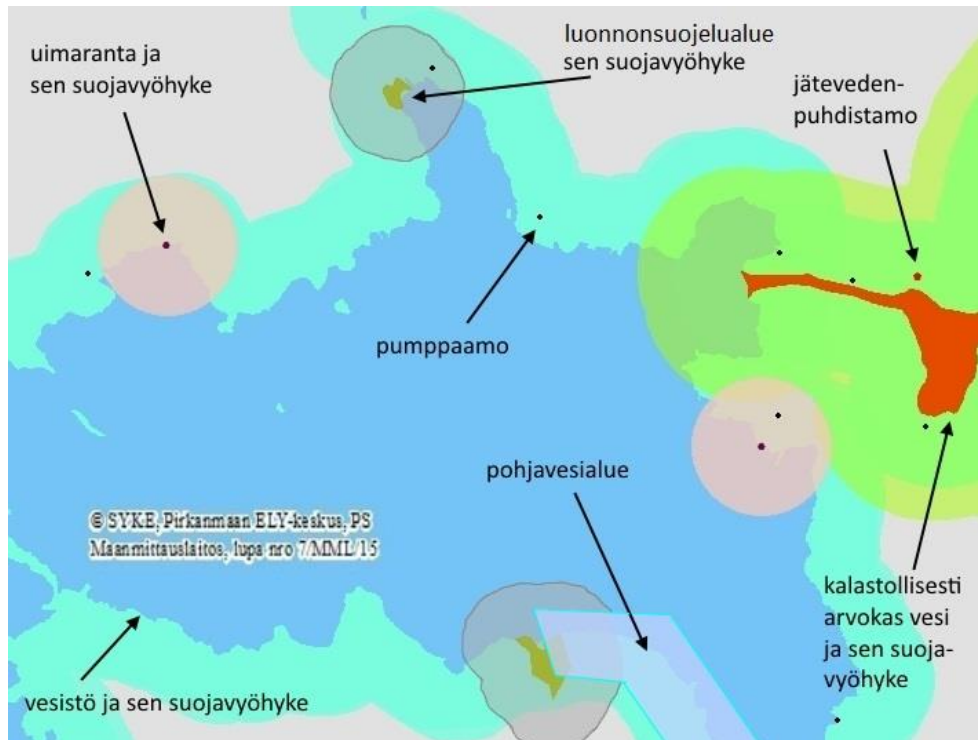 uimaranta ja
sen suojavyöhyke
luonnonsuojelualue
sen suojavyöhyke
jäteveden-
puhdistamo
pumppaamo
pohjavesialue
© SYKE, Pirkanmaan ELY-keskus, PS
Maanmittauslaitos, lupa nro 7/MML/15
kalastollisesti
arvokas vesi
ja sen suoja-
vyöhyke
vesistö ja sen suojavyöhyke